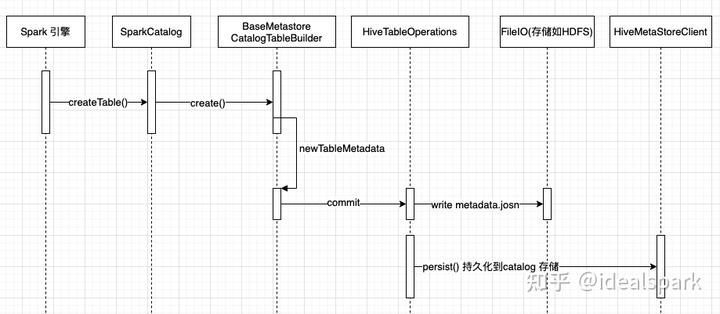 Spark 引擎
SparkCatalog
BaseMetastore
CatalogTableBuilder
HiveTableOperations
FileIO(存储如HDFS)
HiveMetaStoreClient
createTable()
create()
newTableMetadata
commit
write metadata.josn
persist() 持久化到catalog 存储
知乎 @idealspark